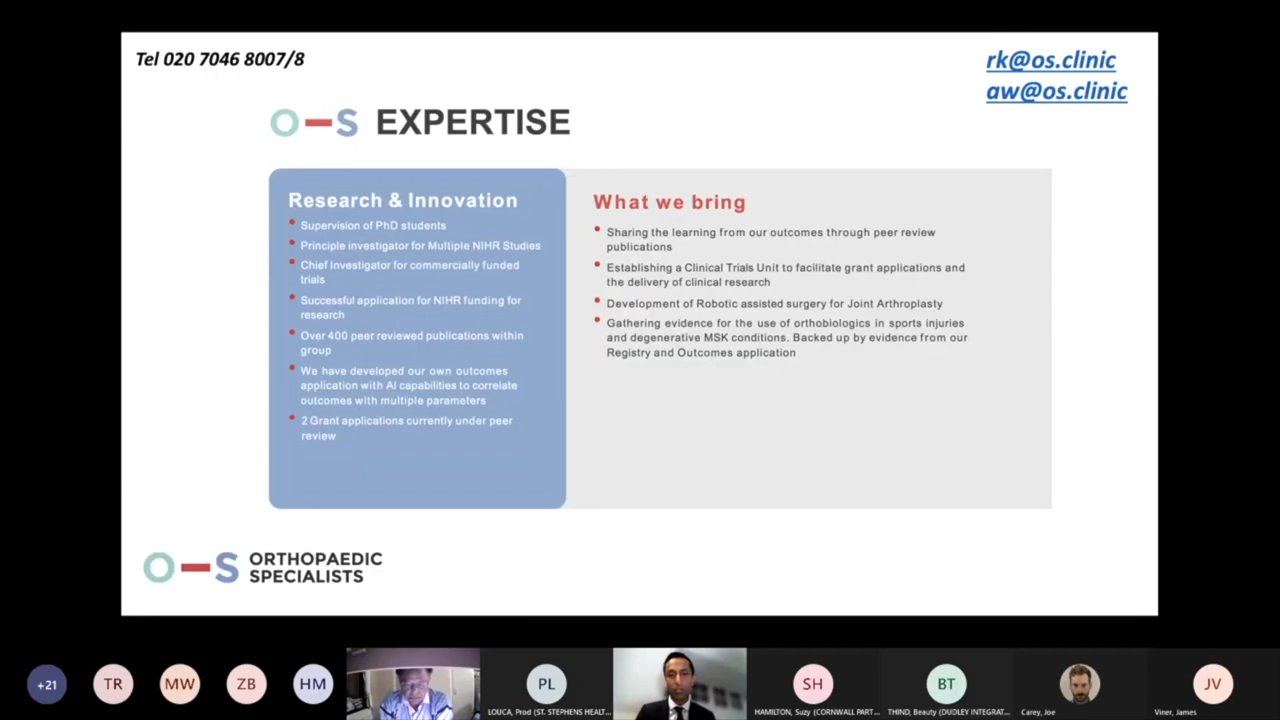 Tel 020 7046 8007/8
rk@os.clinic
aw@os.clinic
O-S EXPERTISE
Research & Innovation
Supervision of PhD students
Principle investigator for Multiple NIHR Studies
Chief Investigator for commercially funded
trials
Successful application for NIHR funding for
research
Over 400 peer reviewed publications within
group
We have developed our own outcomes
application with AI capabilities to correlate
outcomes with multiple parameters
2 Grant applications currently under peer
review
What we bring
Sharing the learning from our outcomes through peer review
publications
Establishing a Clinical Trials Unit to facilitate grant applications and
the delivery of clinical research
Development of Robotic assisted surgery for Joint Arthroplasty
Gathering evidence for the use of orthobiologics in sports injuries
and degenerative MSK conditions. Backed up by evidence from our
Registry and Outcomes application
O-S ORTHOPAEDIC
SPECIALISTS
+21 TR MW ZB HM PL SH BT JV
LOUCA, Prod (ST. STEPHENS HEALT... HAMILTON, Suzy (CORNWALL PART... THIND, Beauty (DUDLEY INTEGRAT... Carey, Joe Viner, James